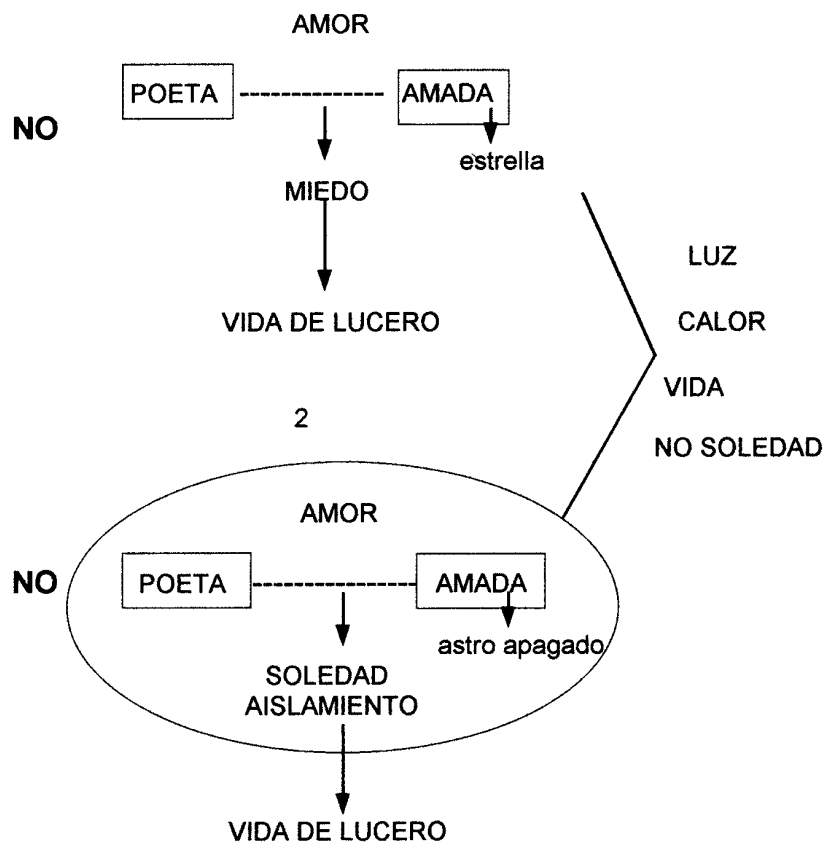 AMOR
POETA
AMADA
NO
estrella
MIEDO
LUZ
CALOR
VIDA DE LUCERO
VIDA
2
NO SOLEDAD
AMOR
NO
POETA
AMADA
astro apagado
SOLEDAD
AISLAMIENTO
VIDA DE LUCERO